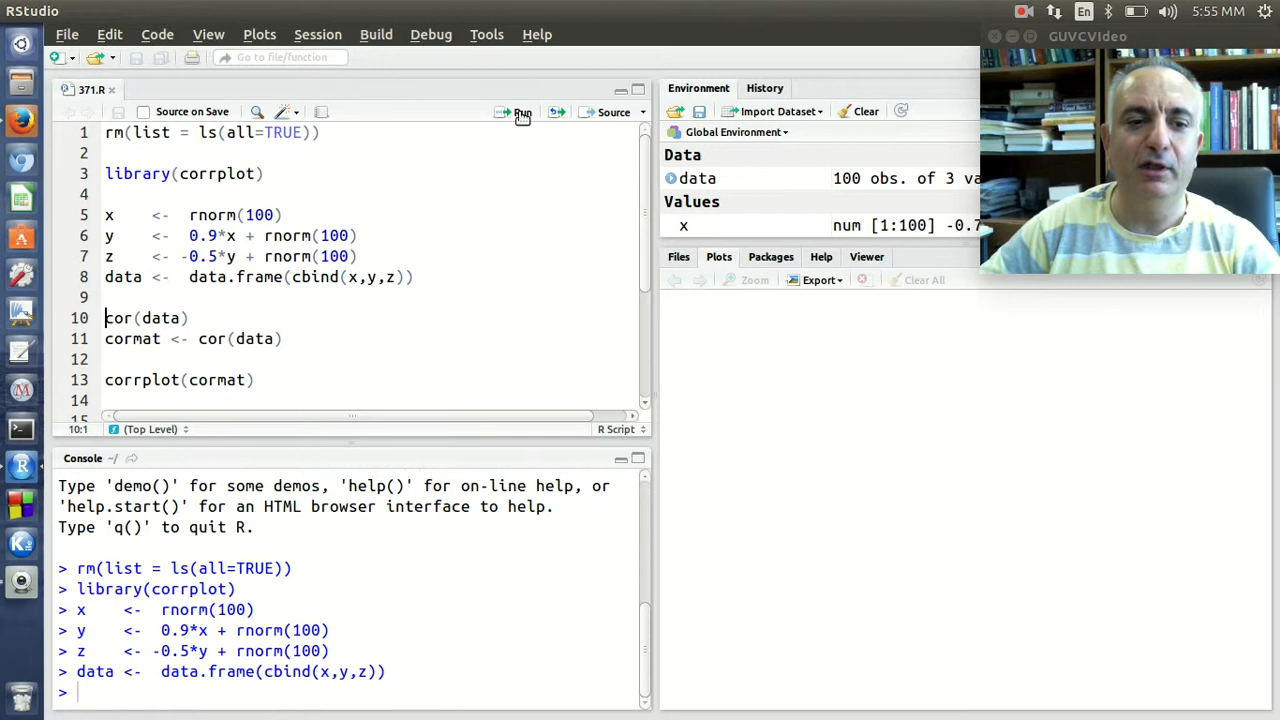 RStudio
En
5:55 MM
File Edit Code View Plots Session Build Debug Tools Help
GUVCVIdeo
Go to file/function
371.R
Source on Save
Run
Source
1 rm(list = ls(all=TRUE))
2
3 library(corrplot)
4
5 x <- rnorm(100)
6 y <- 0.9*x + rnorm(100)
7 z <- -0.5*y + rnorm(100)
8 data <- data.frame(cbind(x,y,z))
9
10 cor(data)
11 cormat <- cor(data)
12
13 corrplot(cormat)
14
15
10:1 (Top Level) R Script
Console ~/
Type 'demo()' for some demos, 'help()' for on-line help, or
'help.start()' for an HTML browser interface to help.
Type 'q()' to quit R.
> rm(list = ls(all=TRUE))
> library(corrplot)
> x <- rnorm(100)
> y <- 0.9*x + rnorm(100)
> z <- -0.5*y + rnorm(100)
> data <- data.frame(cbind(x,y,z))
>
Environment History
Import Dataset Clear
Global Environment
Data
data 100 obs. of 3 va
Values
x num [1:100] -0.7
Files Plots Packages Help Viewer
Zoom Export Clear All